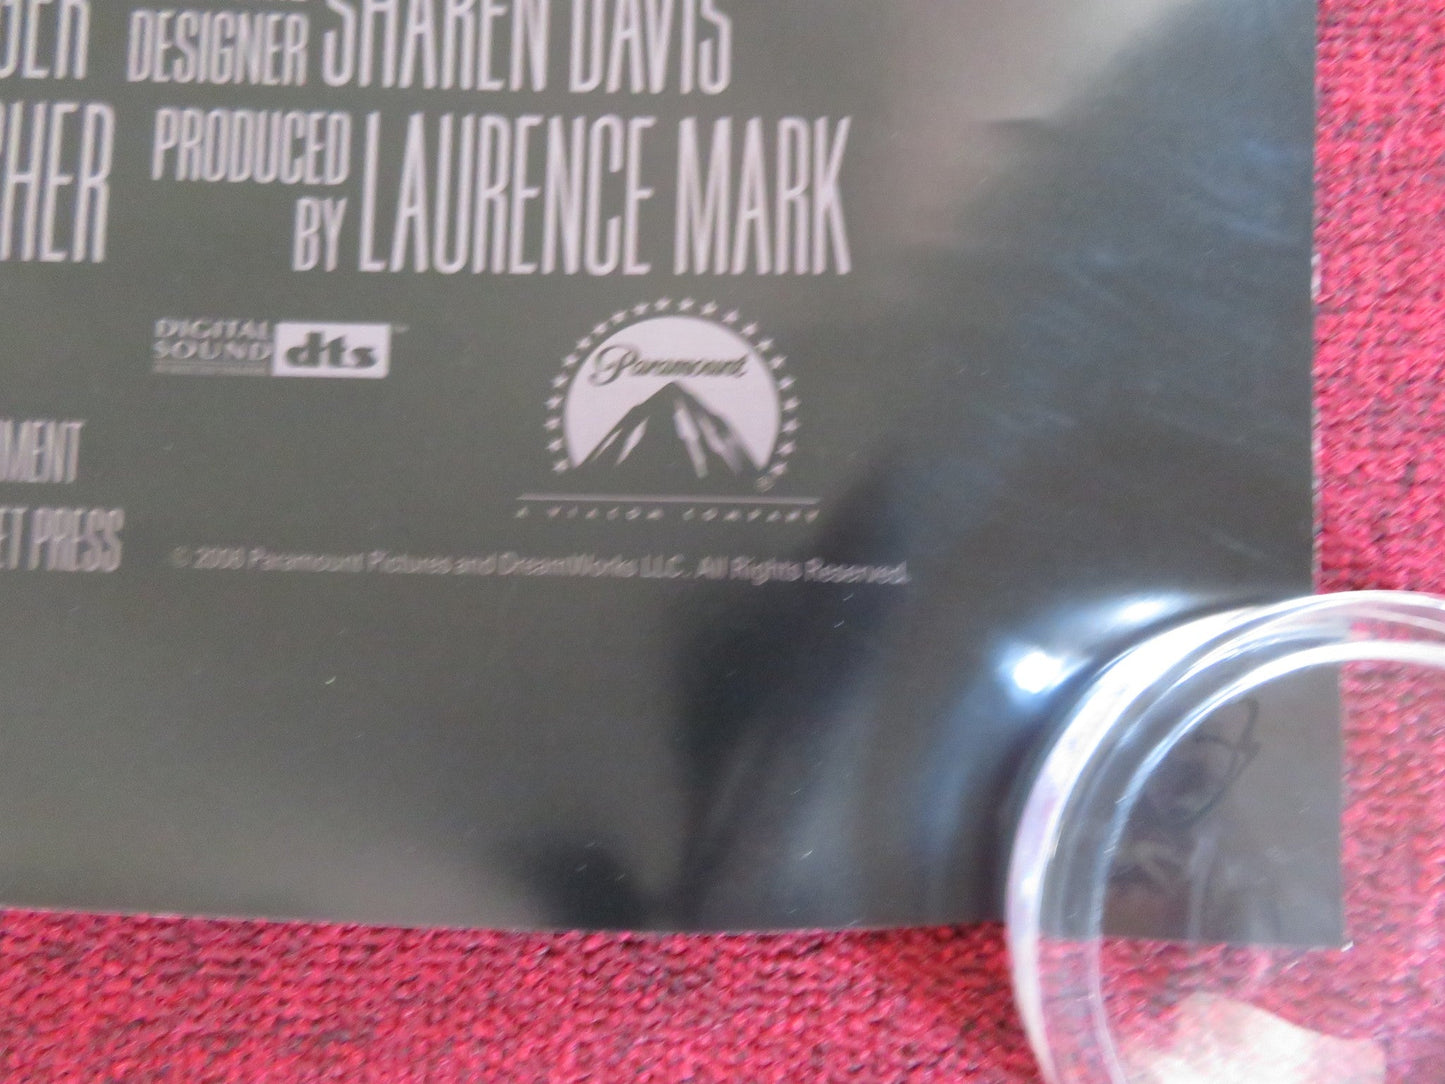 DESIGNER SHAREN DAVIS
PRODUCED BY LAURENCE MARK
DIGITAL SOUND dts
Paramount
A VIACOM COMPANY
PRESS
© 2006 Paramount Pictures and DreamWorks LLC. All Rights Reserved.